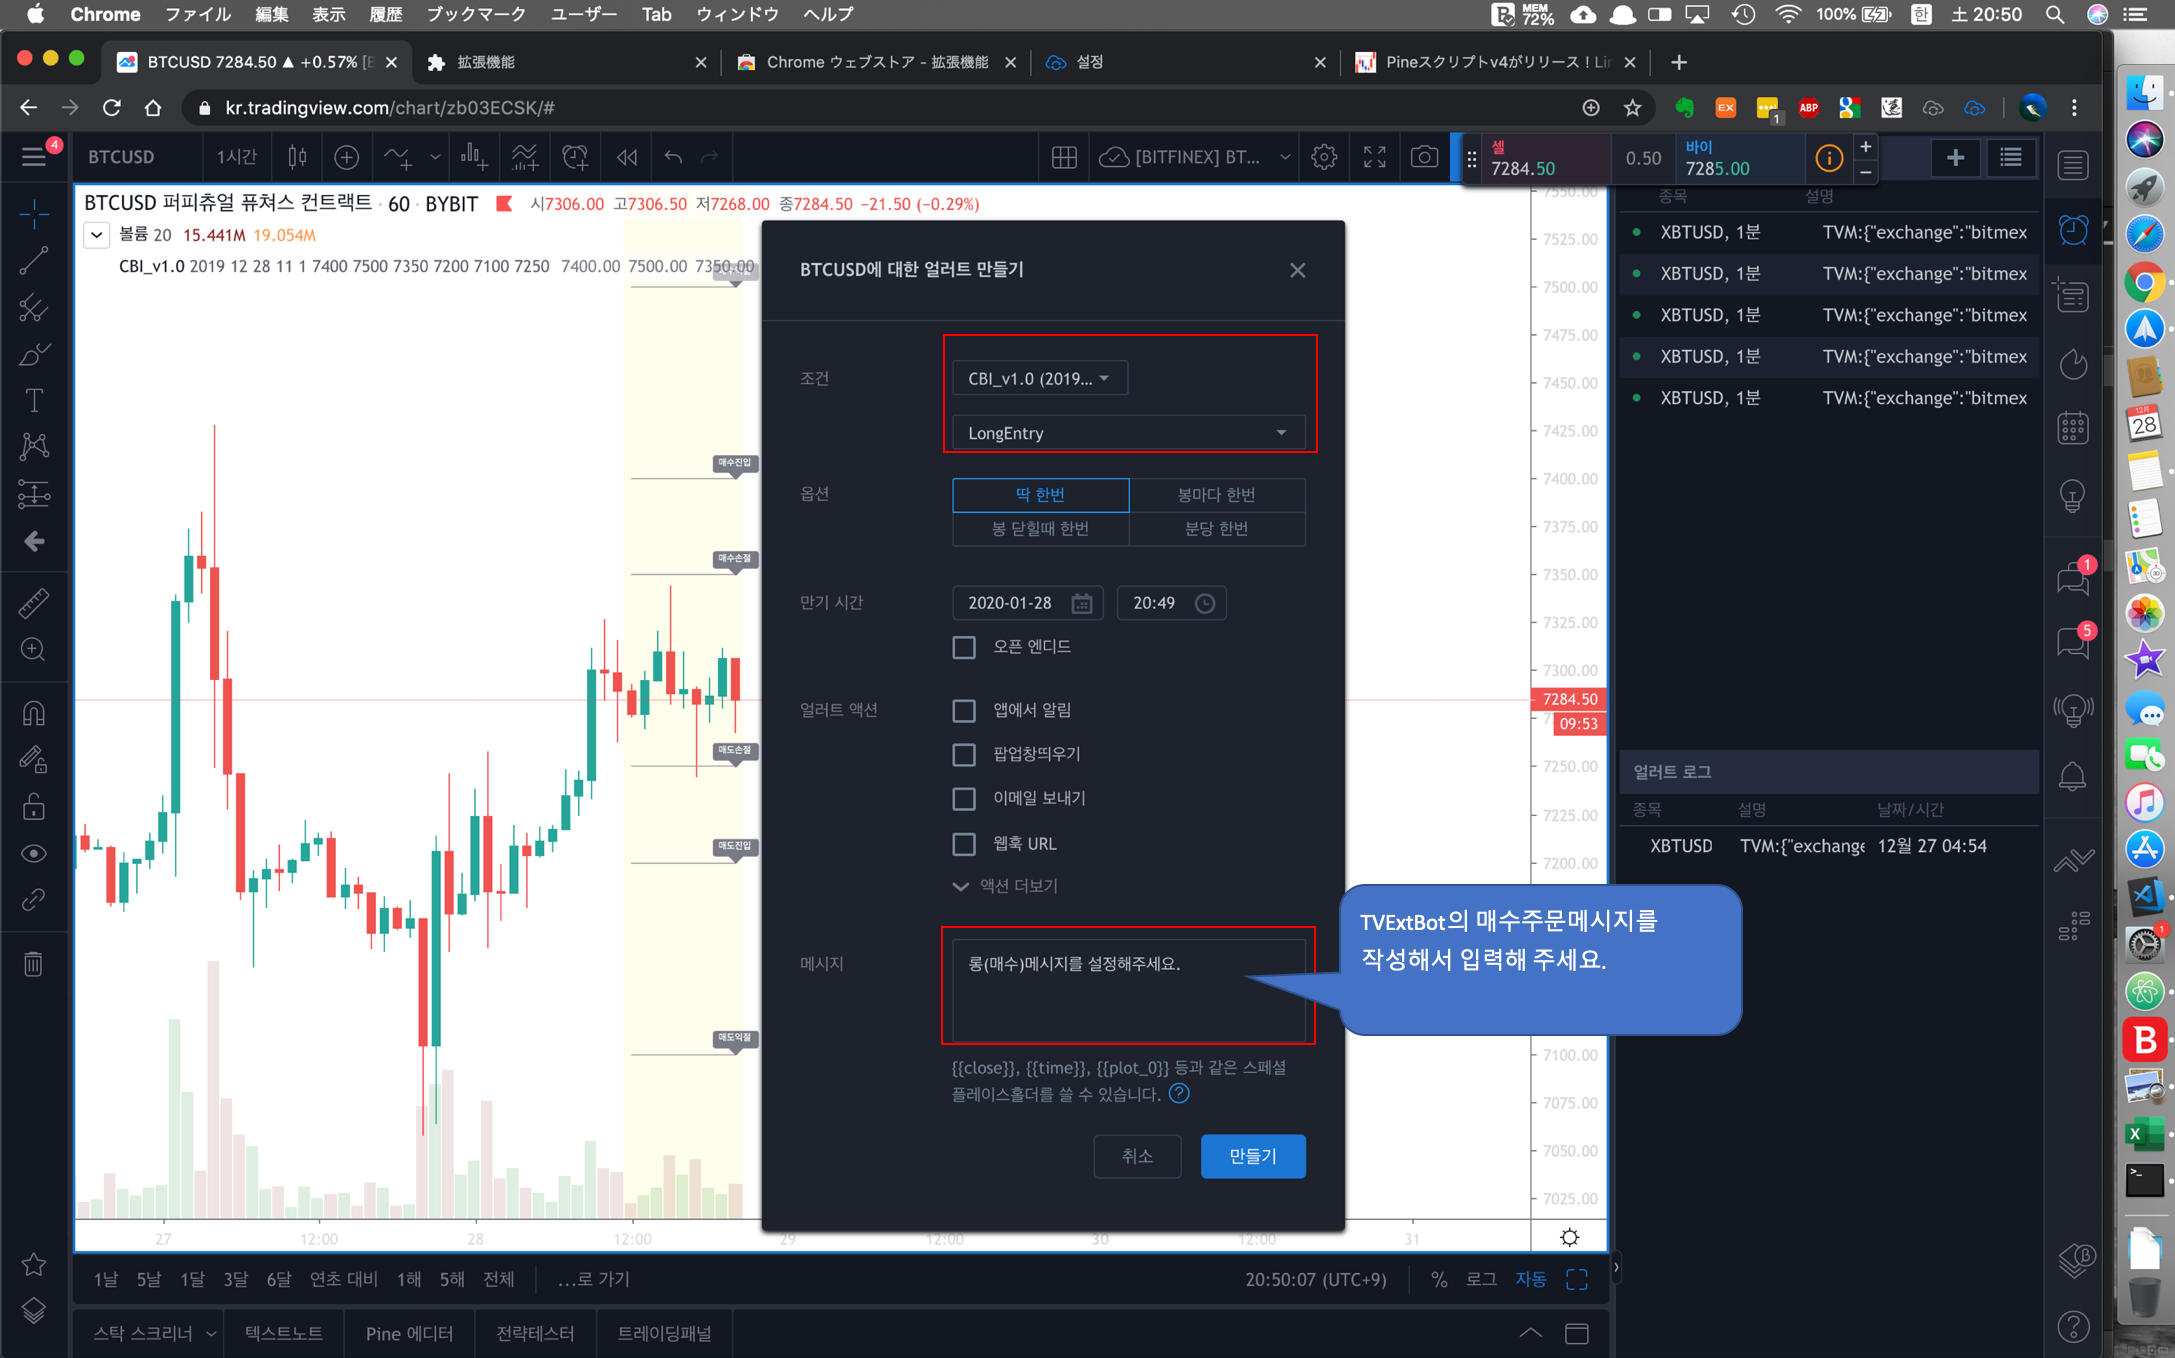 Chrome ファイル 編集 表示 履歴 ブックマーク ユーザー Tab ウィンドウ ヘルプ
MEM 72% 100% 한 土 20:50
BTCUSD 7284.50 ▲ +0.57% [B
拡張機能
Chrome ウェブストア - 拡張機能
설정
Pineスクリプトv4がリリース！Lin
kr.tradingview.com/chart/zb03ECSK/#
EX
1
ABP
4
BTCUSD
1시간
[BITFINEX] BT...
셀
7284.50
0.50
바이
7285.00
BTCUSD 퍼피츄얼 퓨쳐스 컨트랙트 · 60 · BYBIT 시7306.00 고7306.50 저7268.00 종7284.50 −21.50 (−0.29%)
볼륨 20 15.441M 19.054M
CBI_v1.0 2019 12 28 11 1 7400 7500 7350 7200 7100 7250 7400.00 7500.00 7350.00
매수진입
매수손절
매도손절
매도진입
매도익절
BTCUSD에 대한 얼러트 만들기
조건
CBI_v1.0 (2019...
LongEntry
옵션
딱 한번
봉마다 한번
봉 닫힐때 한번
분당 한번
만기 시간
2020-01-28
20:49
오픈 엔디드
얼러트 액션
앱에서 알림
팝업창띄우기
이메일 보내기
웹훅 URL
액션 더보기
메시지
롱(매수)메시지를 설정해주세요.
{{close}}, {{time}}, {{plot_0}} 등과 같은 스페셜
플레이스홀더를 쓸 수 있습니다.
취소
만들기
TVExtBot의 매수주문메시지를
작성해서 입력해 주세요.
7550.00
7525.00
7500.00
7475.00
7450.00
7425.00
7400.00
7375.00
7350.00
7325.00
7300.00
7284.50
09:53
7250.00
7225.00
7200.00
7100.00
7075.00
7050.00
7025.00
27 12:00 28 12:00 29 12:00 30 12:00 31
종목 설명
XBTUSD, 1분 TVM:{"exchange":"bitmex
XBTUSD, 1분 TVM:{"exchange":"bitmex
XBTUSD, 1분 TVM:{"exchange":"bitmex
XBTUSD, 1분 TVM:{"exchange":"bitmex
XBTUSD, 1분 TVM:{"exchange":"bitmex
얼러트 로그
종목 설명 날짜/시간
XBTUSD TVM:{"exchange 12월 27 04:54
1
5
12月
28
1
1날 5날 1달 3달 6달 연초 대비 1해 5해 전체 ...로 가기
20:50:07 (UTC+9) % 로그 자동
스탁 스크리너 텍스트노트 Pine 에디터 전략테스터 트레이딩패널